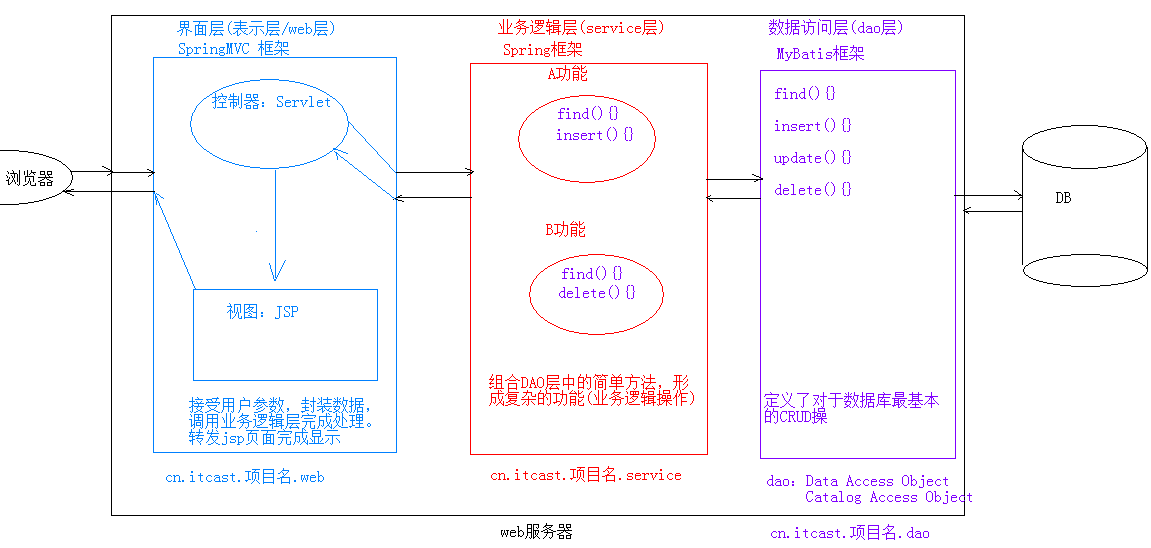 界面层(表示层/web层)
SpringMVC 框架
控制器: Servlet
视图: JSP
接受用户参数，封装数据，
调用业务逻辑层完成处理。
转发jsp页面完成显示
cn.itcast.项目名.web
浏览器
业务逻辑层(service层)
Spring框架
A功能
find(){}
insert(){}
B功能
find(){}
delete(){}
组合DAO层中的简单方法，形
成复杂的功能(业务逻辑操作)
cn.itcast.项目名.service
数据访问层(dao层)
MyBatis框架
find(){}
insert(){}
update(){}
delete(){}
定义了对于数据库最基本
的CRUD操
dao: Data Access Object
Catalog Access Object
cn.itcast.项目名.dao
DB
web服务器